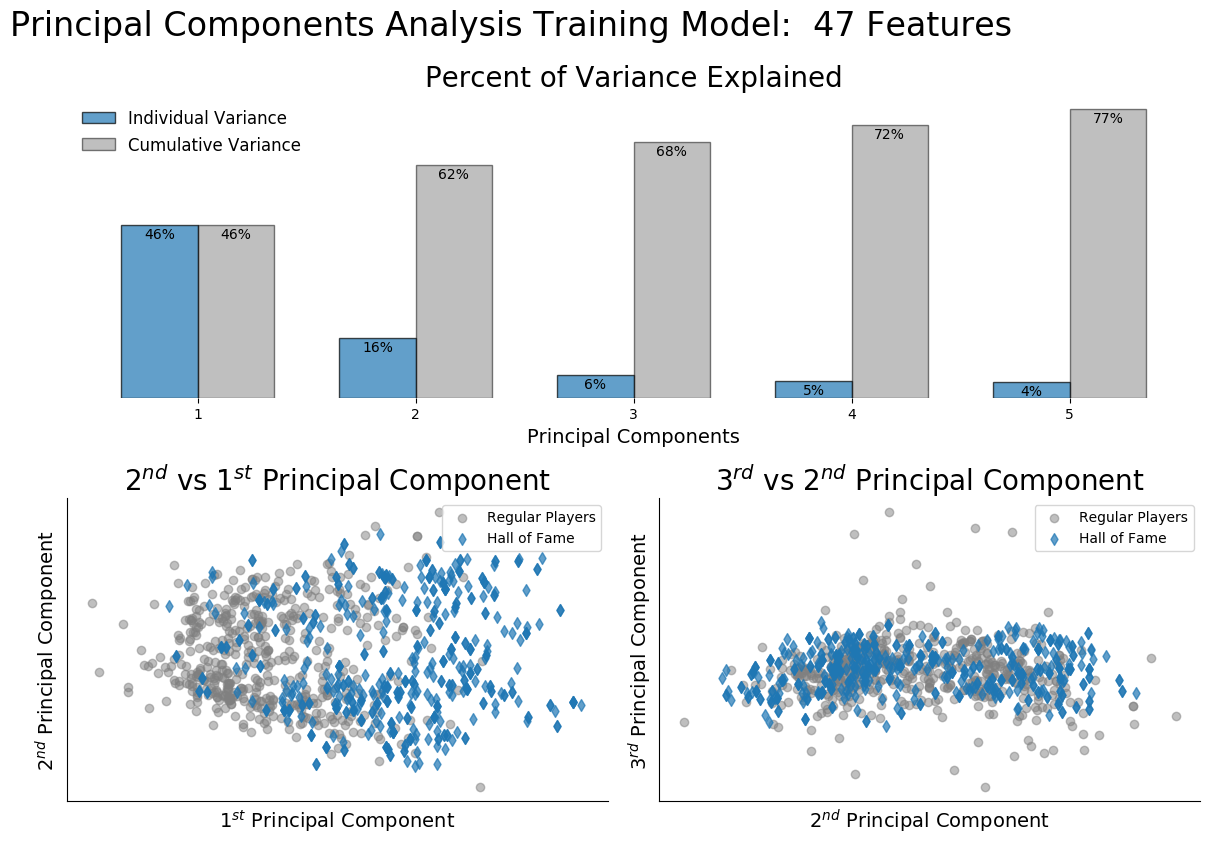 Principal Components Analysis Training Model:  47 Features
Percent of Variance Explained
Individual Variance
Cumulative Variance
46%
46%
16%
62%
6%
68%
5%
72%
4%
77%
1
2
3
4
5
Principal Components
2nd vs 1st Principal Component
Regular Players
Hall of Fame
2nd Principal Component
1st Principal Component
3rd vs 2nd Principal Component
Regular Players
Hall of Fame
3rd Principal Component
2nd Principal Component